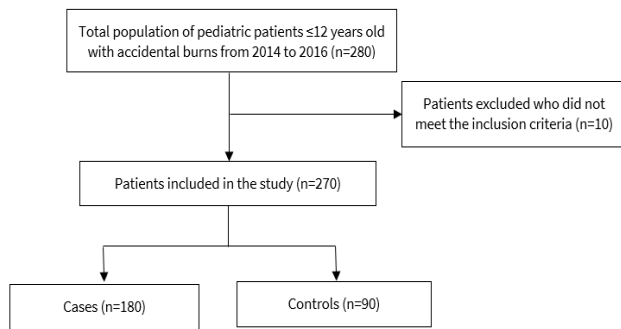 Total population of pediatric patients ≤12 years old
with accidental burns from 2014 to 2016 (n=280)
Patients excluded who did not
meet the inclusion criteria (n=10)
Patients included in the study (n=270)
Cases (n=180)
Controls (n=90)